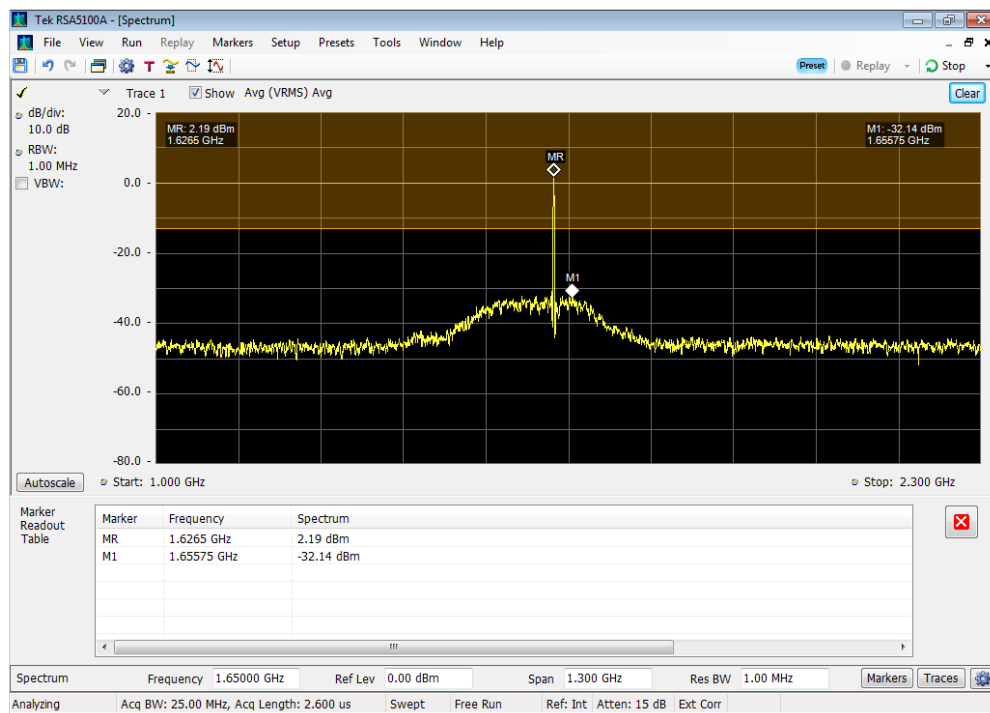 Tek RSA5100A - [Spectrum]
File View Run Replay Markers Setup Presets Tools Window Help
T Preset Replay Stop
Trace 1 Show Avg (VRMS) Avg Clear
dB/div:
10.0 dB
RBW:
1.00 MHz
VBW:
20.0
0.0
-20.0
-40.0
-60.0
-80.0
MR: 2.19 dBm
1.6265 GHz
M1: -32.14 dBm
1.65575 GHz
MR
M1
Autoscale Start: 1.000 GHz Stop: 2.300 GHz
Marker
Readout
Table
Marker Frequency Spectrum
MR 1.6265 GHz 2.19 dBm
M1 1.65575 GHz -32.14 dBm
Spectrum Frequency 1.65000 GHz Ref Lev 0.00 dBm Span 1.300 GHz Res BW 1.00 MHz Markers Traces
Analyzing Acq BW: 25.00 MHz, Acq Length: 2.600 us Swept Free Run Ref: Int Atten: 15 dB Ext Corr